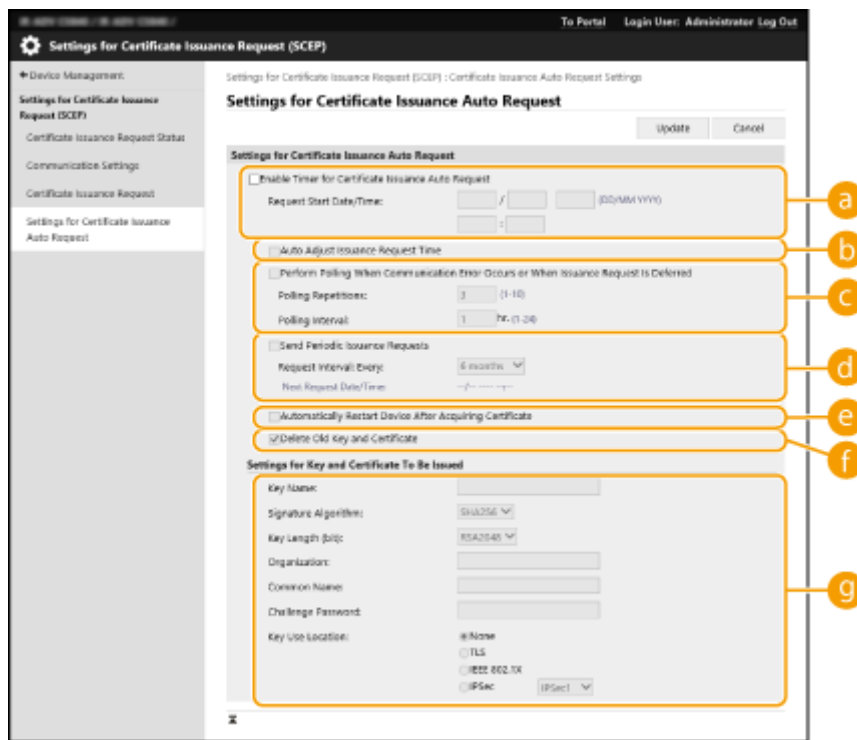 To Portal Login User: Administrator Log Out
Settings for Certificate Issuance Request (SCEP)
Device Management
Settings for Certificate Issuance
Request (SCEP)
Certificate Issuance Request Status
Communication Settings
Certificate Issuance Request
Settings for Certificate Issuance
Auto Request
Settings for Certificate Issuance Request (SCEP) : Certificate Issuance Auto Request Settings
Settings for Certificate Issuance Auto Request
Update Cancel
Settings for Certificate Issuance Auto Request
Enable Timer for Certificate Issuance Auto Request
Request Start Date/Time: / (DD/MM YYYY)
:
a
Auto Adjust Issuance Request Time
b
Perform Polling When Communication Error Occurs or When Issuance Request Is Deferred
Polling Repetitions: (1-10)
Polling Interval: 1 hr. (1-24)
c
Send Periodic Issuance Requests
Request Interval: Every: 6 months
Next Request Date/Time: --/-- ---- --:--
d
Automatically Restart Device After Acquiring Certificate
e
Delete Old Key and Certificate
f
Settings for Key and Certificate To Be Issued
Key Name:
Signature Algorithm: SHA256
Key Length (bit): RSA2048
Organization:
Common Name:
Challenge Password:
Key Use Location: None
TLS
IEEE 802.1X
IPSec IPSec1
g